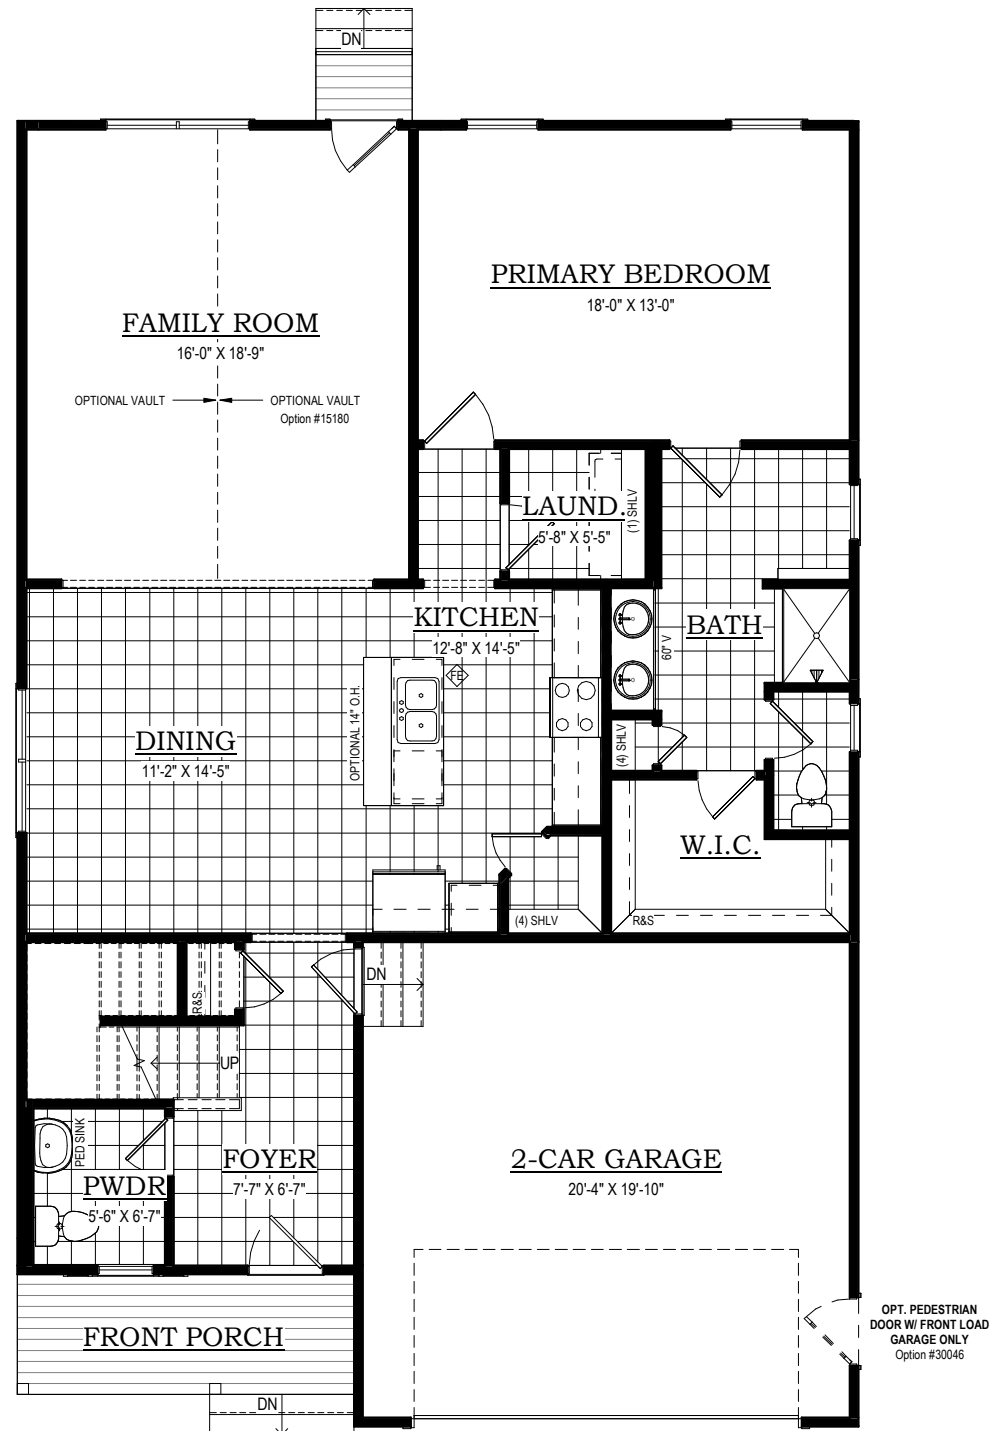 DN
PRIMARY BEDROOM
18'-0" X 13'-0"
FAMILY ROOM
16'-0" X 18'-9"
OPTIONAL VAULT
OPTIONAL VAULT
Option #15180
LAUND.
5'-8" X 5'-5"
(1) SHLV
KITCHEN
12'-8" X 14'-5"
FE
BATH
60" V
OPTIONAL 14" O.H.
DINING
11'-2" X 14'-5"
(4) SHLV
W.I.C.
R&S
(4) SHLV
R&S
DN
UP
PED SINK
PWDR
5'-6" X 6'-7"
FOYER
7'-7" X 6'-7"
2-CAR GARAGE
20'-4" X 19'-10"
FRONT PORCH
OPT. PEDESTRIAN
DOOR W/ FRONT LOAD
GARAGE ONLY
Option #30046
DN